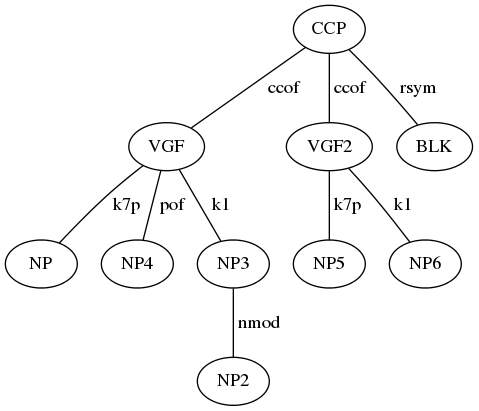 CCP
ccof ccof rsym
VGF VGF2 BLK
k7p pof k1 k7p k1
NP NP4 NP3 NP5 NP6
nmod
NP2